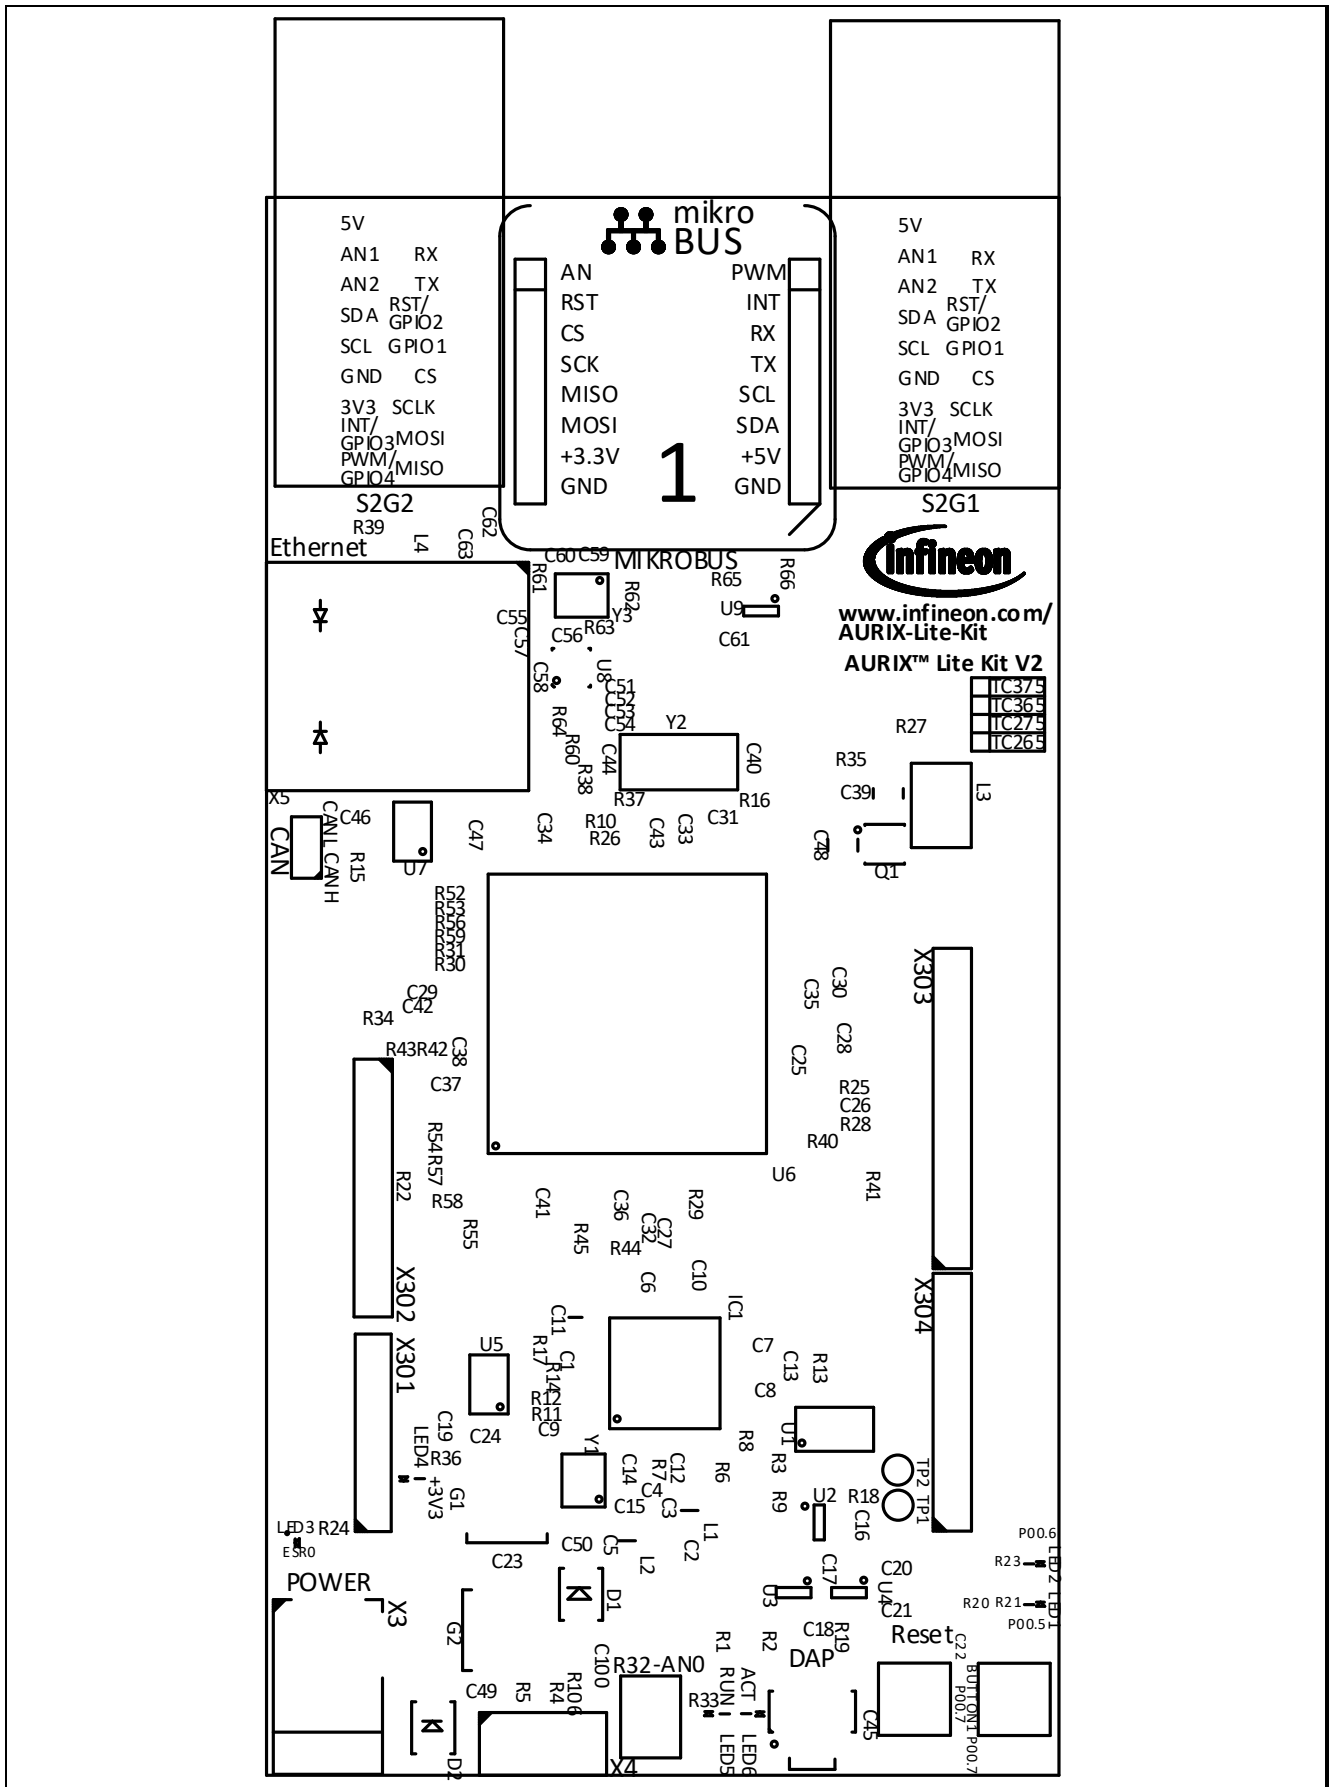 mikro
BUS
5V
AN1 RX
AN2 TX
SDA RST/
GPIO2
SCL GPIO1
GND CS
3V3 SCLK
INT/
GPIO3 MOSI
PWM/
GPIO4 MISO
S2G2
AN PWM
RST INT
CS RX
SCK TX
MISO SCL
MOSI SDA
+3.3V +5V
GND GND
1
MIKROBUS
5V
AN1 RX
AN2 TX
SDA RST/
GPIO2
SCL GPIO1
GND CS
3V3 SCLK
INT/
GPIO3 MOSI
PWM/
GPIO4 MISO
S2G1
R39
Ethernet
L4
C63
C62
C60
C59
R61
R62
Y3
R63
C55
C57
C56
C58
U8
C51
C52
C53
C54
R65
R66
U9
C61
infineon
www.infineon.com/
AURIX-Lite-Kit
AURIX™ Lite Kit V2
TC375
TC365
TC275
TC265
R27
R64
R60
R38
C44
Y2
C40
R37
R16
R35
C39
L3
X5
CAN
CANL CANH
C46
R15
U7
C47
C34
R10
R26
C43
C33
C31
C48
Q1
R52
R53
R56
R59
R31
R30
C29
C42
R34
R43
R42
C38
C37
X303
C35
C30
C28
C25
R25
C26
R28
R40
U6
R41
R54
R57
R22
R58
R55
C41
R45
C36
R44
C32
C27
R29
C6
C10
X302
X304
X301
IC1
C11
U5
R17
C1
R14
R12
R11
C9
C7
C13
R13
C8
C19
C24
LED4
R36
+3V3
G1
Y1
C14
R7
C12
C4
C15
C3
R6
R8
U1
R3
R9
U2
R18
C16
TP2
TP1
LED3
R24
ESR0
C23
C50
C5
L2
L1
C2
P00.6
R23
LED2
R20
R21
LED1
P00.5
POWER
X3
G2
D1
C17
U3
U4
C20
C21
C18
R19
Reset
R1
R2
DAP
C22
C100
R32-AN0
C49
R5
R4
R106
R33
RUN
ACT
LED5
LED6
C45
BUTTON1
P00.7
P00.7
D2
X4